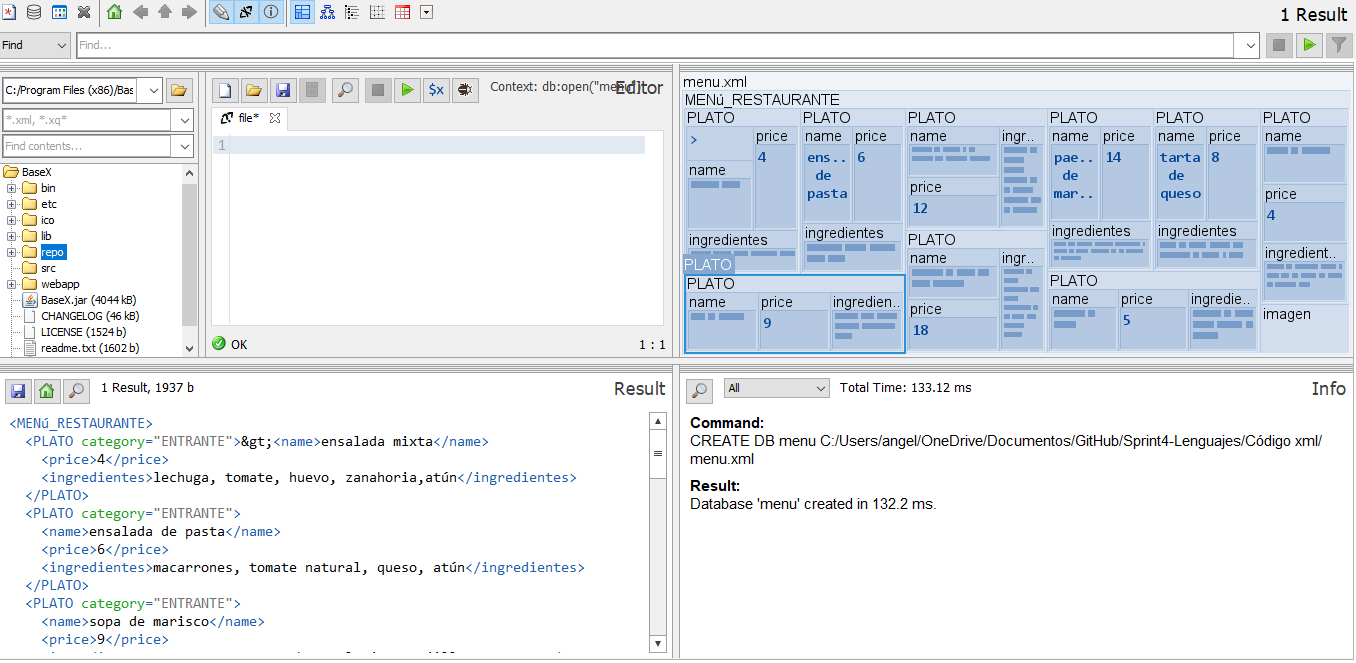 1 Result
Find
Find...
C:/Program Files (x86)/Bas
*.xml, *.xq*
Find contents...
BaseX
bin
etc
ico
lib
repo
src
webapp
BaseX.jar (4044 kB)
CHANGELOG (46 kB)
LICENSE (1524 b)
readme.txt (1602 b)
$x
Context: db:open("menu
Editor
file*
1
OK
1 : 1
menu.xml
MENú_RESTAURANTE
PLATO
>
price
4
name
ingredientes
PLATO
name
price
ens..
de
pasta
6
ingredientes
PLATO
PLATO
name
price
ingredien..
9
PLATO
name
ingr..
price
12
PLATO
name
ingr..
price
18
PLATO
name
price
pae..
de
mar..
14
ingredientes
PLATO
name
price
tarta
de
queso
8
ingredientes
PLATO
name
price
ingredie..
5
PLATO
name
price
4
ingredient..
imagen
1 Result, 1937 b
Result
<MENú_RESTAURANTE>
<PLATO category="ENTRANTE">&gt;<name>ensalada mixta</name>
<price>4</price>
<ingredientes>lechuga, tomate, huevo, zanahoria,atún</ingredientes>
</PLATO>
<PLATO category="ENTRANTE">
<name>ensalada de pasta</name>
<price>6</price>
<ingredientes>macarrones, tomate natural, queso, atún</ingredientes>
</PLATO>
<PLATO category="ENTRANTE">
<name>sopa de marisco</name>
<price>9</price>
All
Total Time: 133.12 ms
Info
Command:
CREATE DB menu C:/Users/angel/OneDrive/Documentos/GitHub/Sprint4-Lenguajes/Código xml/
menu.xml
Result:
Database 'menu' created in 132.2 ms.